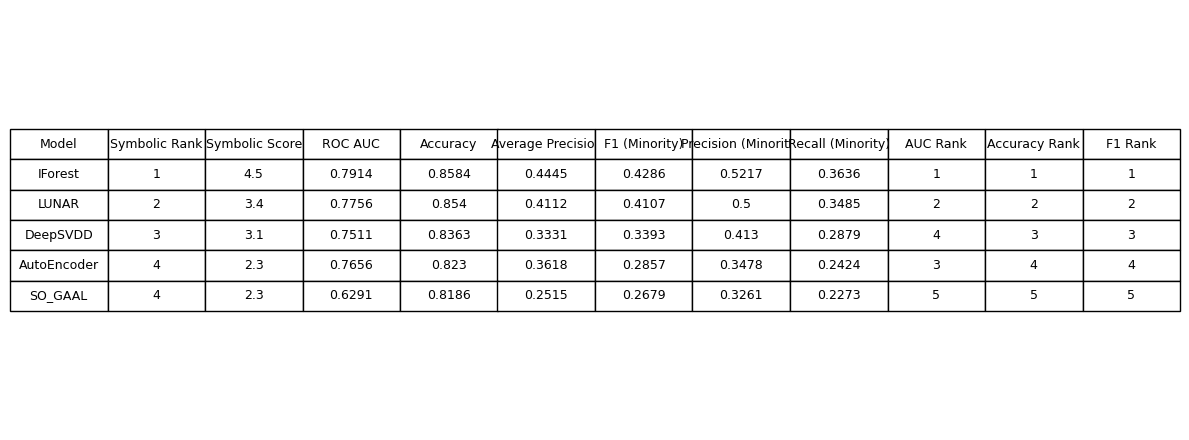 Model Symbolic Rank Symbolic Score ROC AUC Accuracy Average Precisio F1 (Minority) Precision (Minorit Recall (Minority) AUC Rank Accuracy Rank F1 Rank
IForest 1 4.5 0.7914 0.8584 0.4445 0.4286 0.5217 0.3636 1 1 1
LUNAR 2 3.4 0.7756 0.854 0.4112 0.4107 0.5 0.3485 2 2 2
DeepSVDD 3 3.1 0.7511 0.8363 0.3331 0.3393 0.413 0.2879 4 3 3
AutoEncoder 4 2.3 0.7656 0.823 0.3618 0.2857 0.3478 0.2424 3 4 4
SO_GAAL 4 2.3 0.6291 0.8186 0.2515 0.2679 0.3261 0.2273 5 5 5